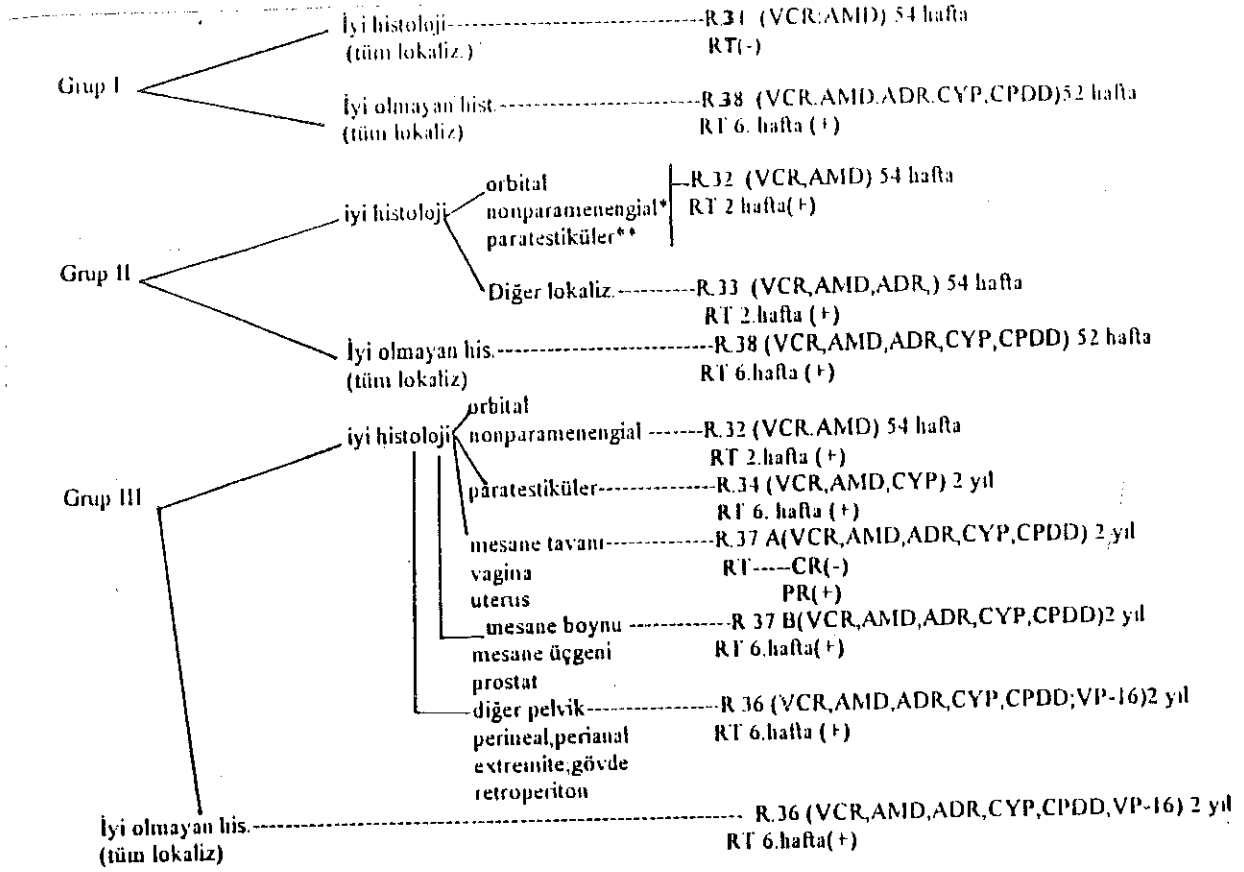 İyi histoloji--------------------------------R.31 (VCR;AMD) 54 hafta
(tüm lokaliz.) RT(-)
Grup I
İyi olmayan hist.--------------------------R.38 (VCR.AMD.ADR.CYP,CPDD)52 hafta
(tüm lokaliz) RT 6. hafta (+)
orbital R.32 (VCR,AMD) 54 hafta
iyi histoloji nonparamenengial* RT 2 hafta(+)
paratestiküler**
Grup II
Diğer lokaliz.----------R.33 (VCR,AMD,ADR,) 54 hafta
RT 2.hafta (+)
İyi olmayan his.----------------------------R.38 (VCR,AMD,ADR,CYP,CPDD) 52 hafta
(tüm lokaliz) RT 6.hafta (+)
orbital
iyi histoloji nonparamenengial -------R.32 (VCR.AMD) 54 hafta
RT 2.hafta (+)
Grup III
paratestiküler---------------R.34 (VCR,AMD,CYP) 2 yıl
RT 6. hafta (+)
mesane tavanı--------------R.37 A(VCR,AMD,ADR,CYP,CPDD) 2 yıl
vagina RT-----CR(-)
uterus PR(+)
mesane boynu -------------R 37 B(VCR,AMD,ADR,CYP,CPDD)2 yıl
mesane üçgeni RT 6.hafta(+)
prostat
diğer pelvik-----------------R 36 (VCR,AMD,ADR,CYP,CPDD;VP-16)2 yıl
perineal,perianal RT 6.hafta (+)
extremite;gövde
retroperiton
İyi olmayan his.------------------------------------------------------------ R.36 (VCR,AMD,ADR,CYP,CPDD,VP-16) 2 yıl
(tüm lokaliz) RT 6.hafta(+)